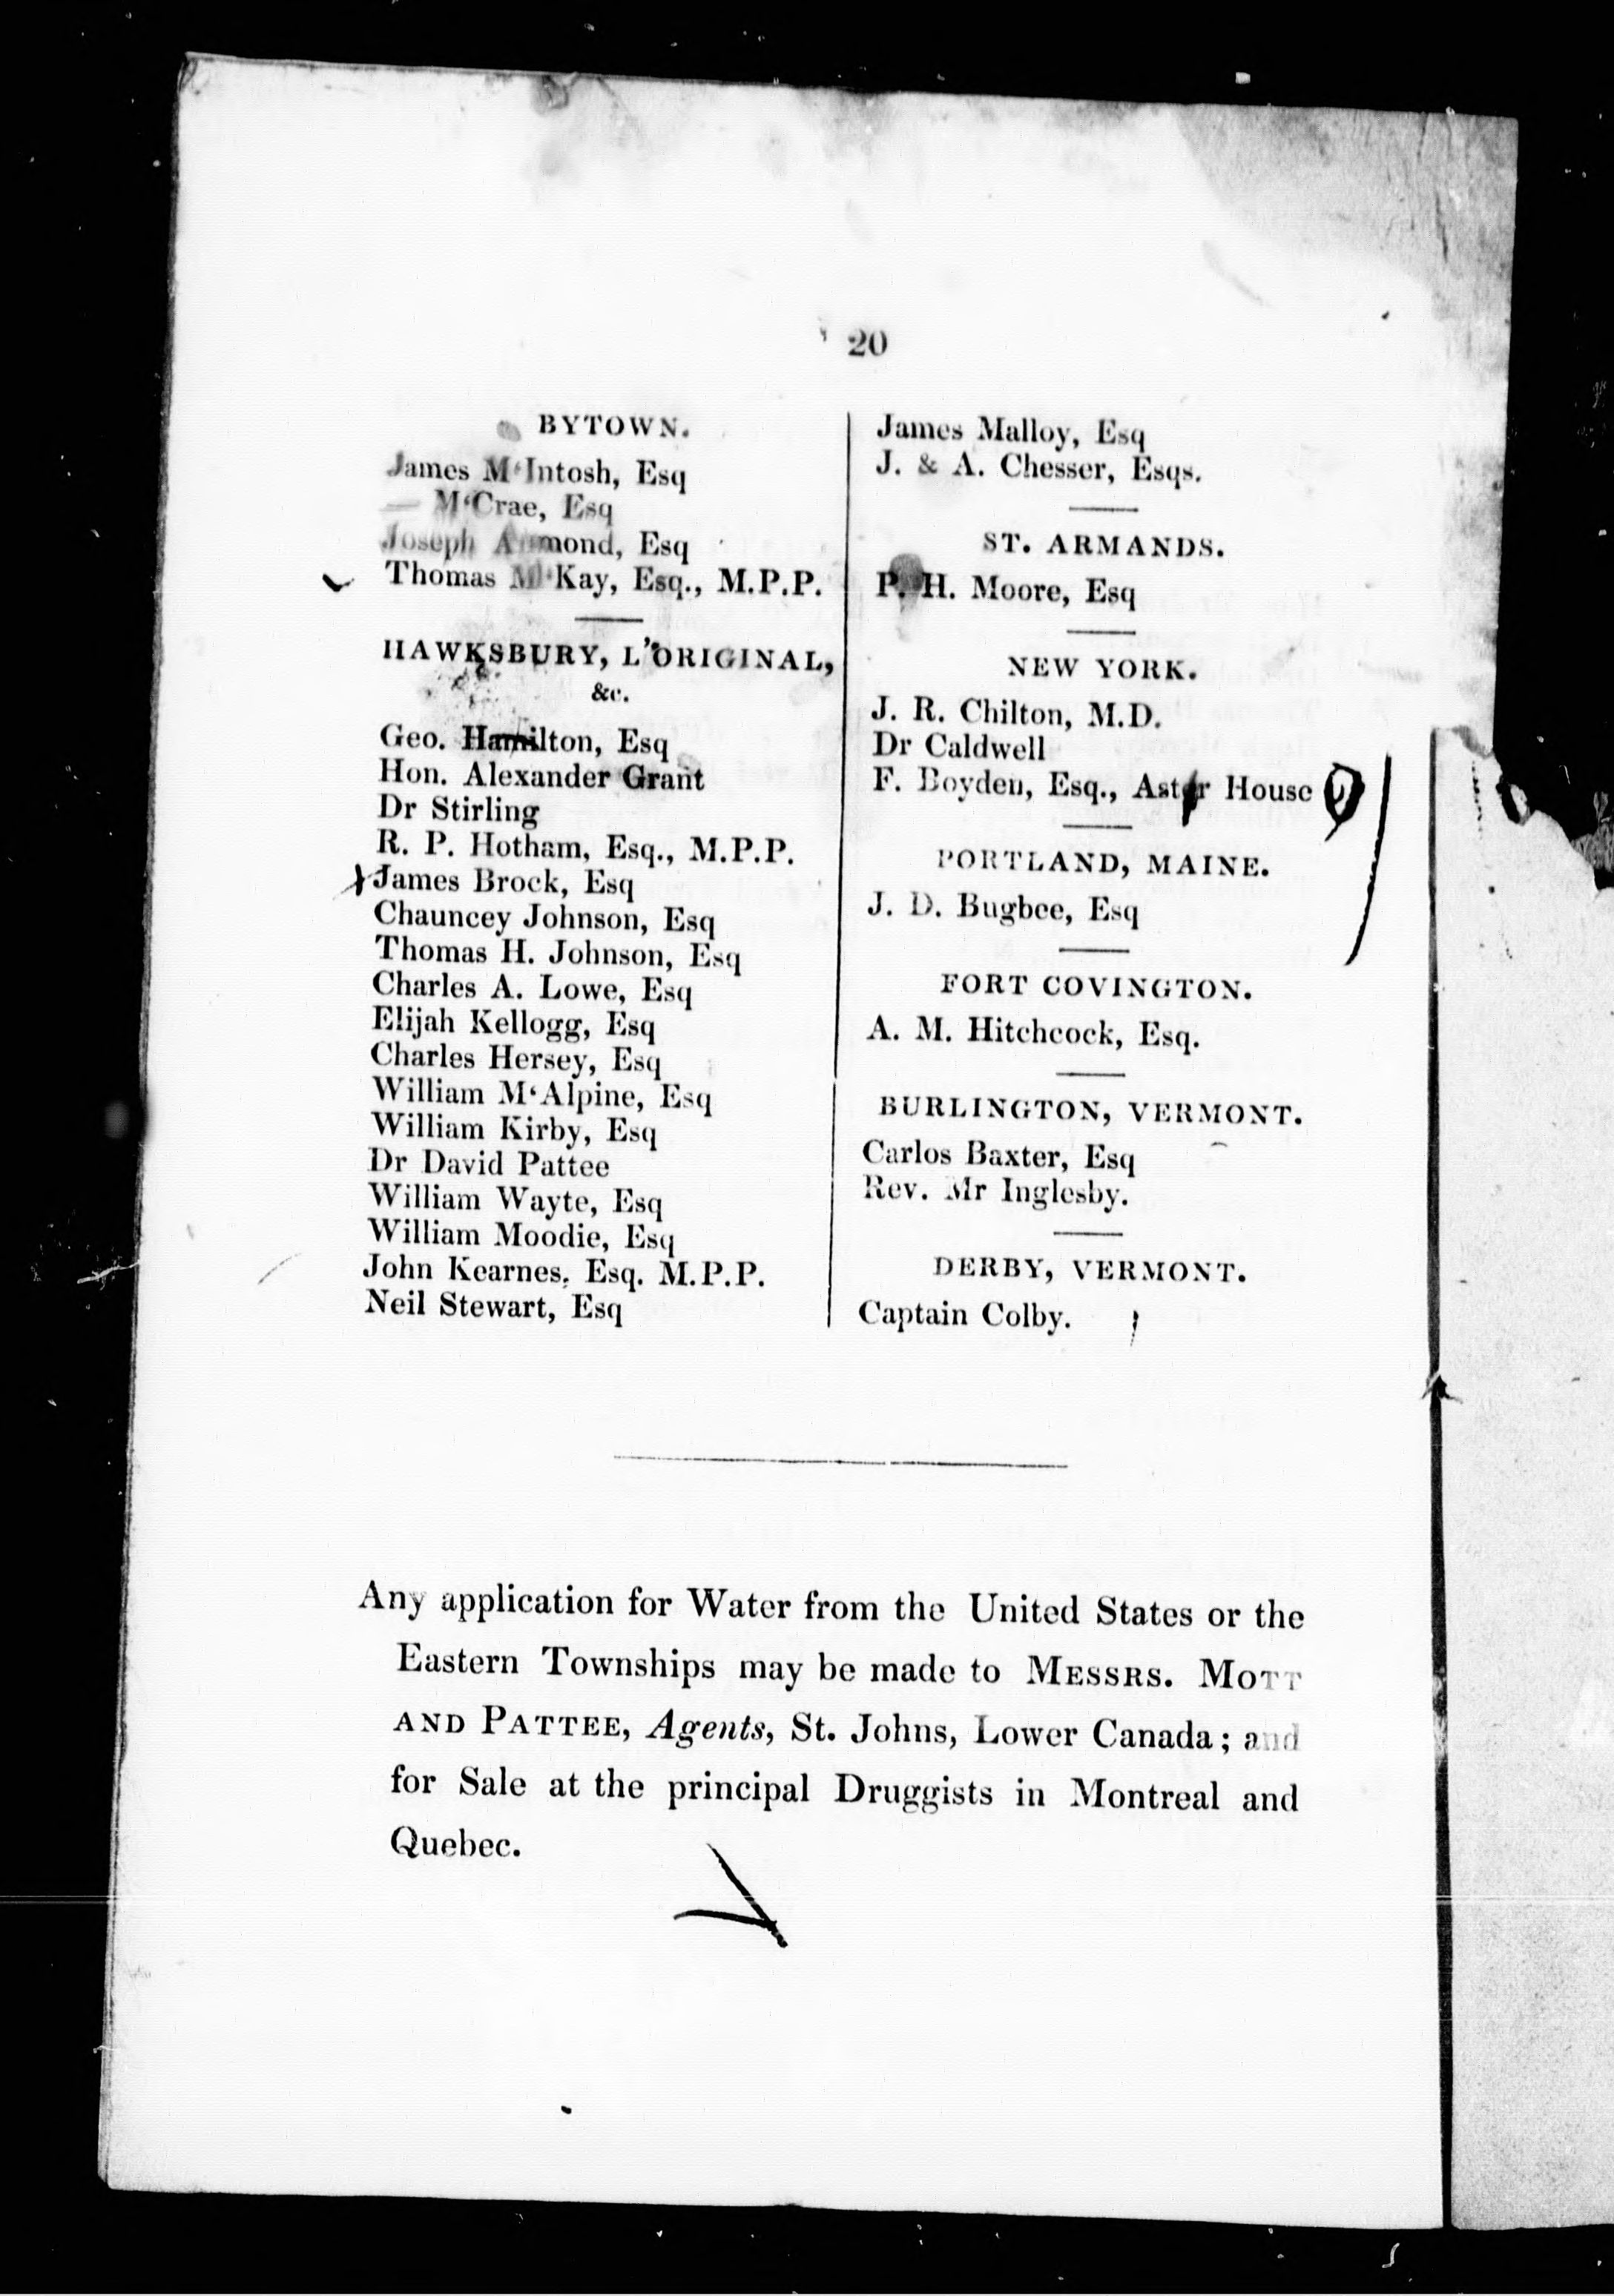 20
BYTOWN.
James M‘Intosh, Esq
— M‘Crae, Esq
Joseph mond, Esq
Thomas M‘Kay, Esq., M.P.P.
HAWKSBURY, L’ORIGINAL,
&c.
Geo. Hamilton, Esq
Hon. Alexander Grant
Dr Stirling
R. P. Hotham, Esq., M.P.P.
James Brock, Esq
Chauncey Johnson, Esq
Thomas H. Johnson, Esq
Charles A. Lowe, Esq
Elijah Kellogg, Esq
Charles Hersey, Esq
William M‘Alpine, Esq
William Kirby, Esq
Dr David Pattee
William Wayte, Esq
William Moodie, Esq
John Kearnes, Esq. M.P.P.
Neil Stewart, Esq
James Malloy, Esq
J. & A. Chesser, Esqs.
ST. ARMANDS.
P. H. Moore, Esq
NEW YORK.
J. R. Chilton, M.D.
Dr Caldwell
F. Boyden, Esq., Astor House
PORTLAND, MAINE.
J. D. Bugbee, Esq
FORT COVINGTON.
A. M. Hitchcock, Esq.
BURLINGTON, VERMONT.
Carlos Baxter, Esq
Rev. Mr Inglesby.
DERBY, VERMONT.
Captain Colby.
Any application for Water from the United States or the
Eastern Townships may be made to MESSRS. MOTT
AND PATTEE, Agents, St. Johns, Lower Canada; and
for Sale at the principal Druggists in Montreal and
Quebec.